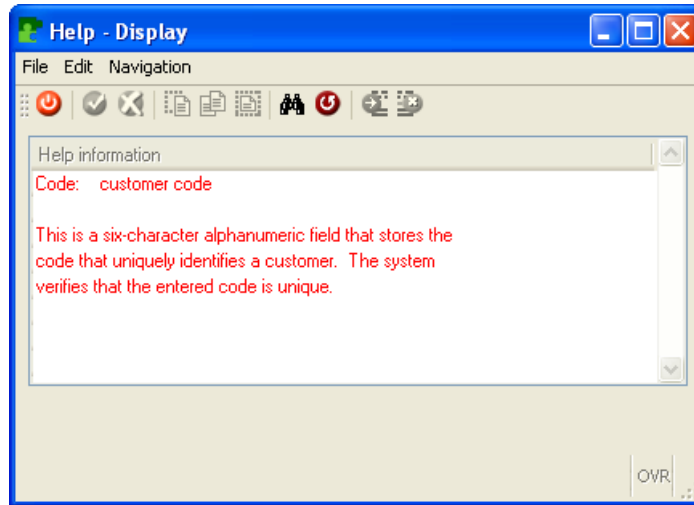 Help - Display
File Edit Navigation
Help information
Code: customer code
This is a six-character alphanumeric field that stores the
code that uniquely identifies a customer. The system
verifies that the entered code is unique.
OVR